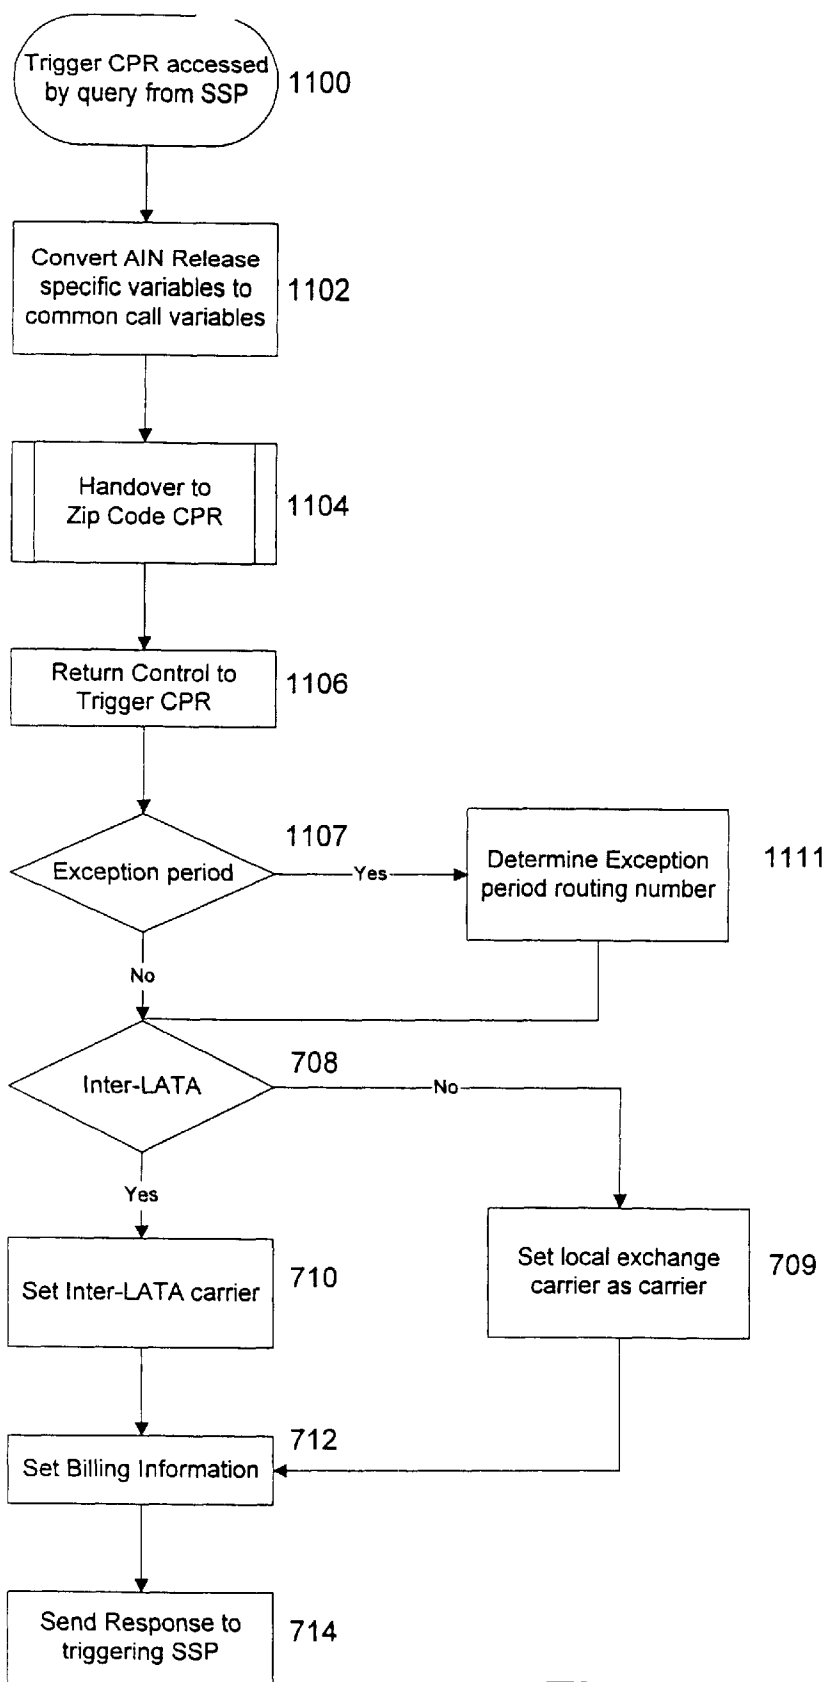 Trigger CPR accessed
by query from SSP
1100
Convert AIN Release
specific variables to
common call variables
1102
Handover to
Zip Code CPR
1104
Return Control to
Trigger CPR
1106
Exception period
1107
Yes
Determine Exception
period routing number
1111
No
Inter-LATA
708
No
Yes
Set Inter-LATA carrier
710
Set local exchange
carrier as carrier
709
Set Billing Information
712
Send Response to
triggering SSP
714